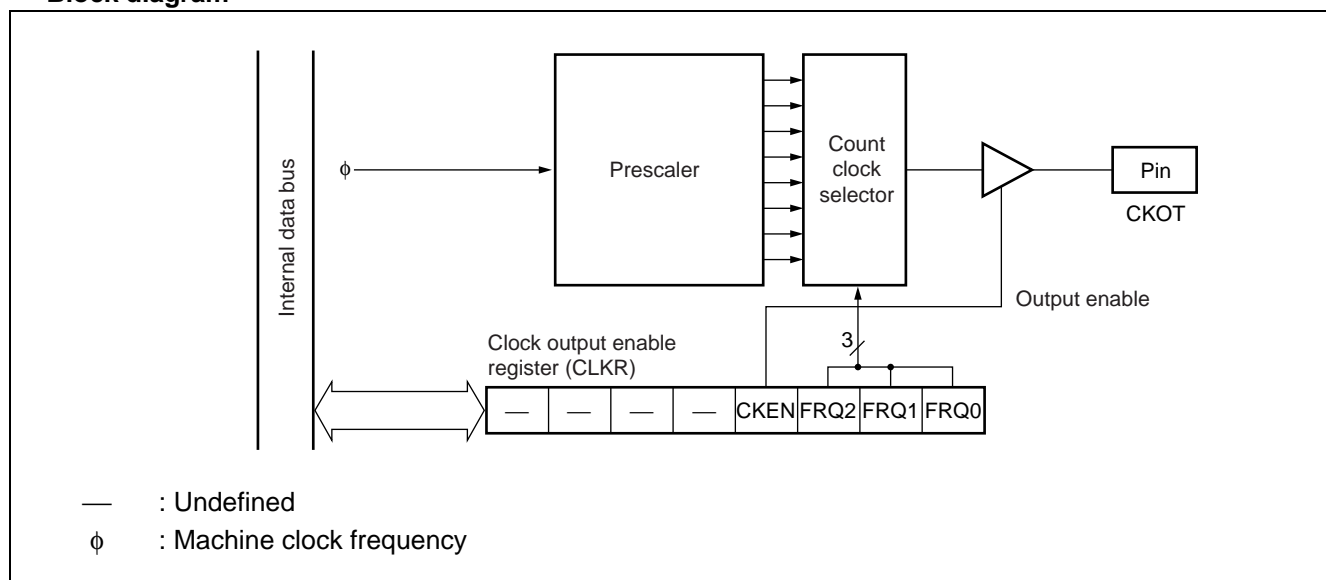 Block diagram
Internal data bus
ϕ
Prescaler
Count
clock
selector
Pin
CKOT
Output enable
3
Clock output enable
register (CLKR)
— — — — CKEN FRQ2 FRQ1 FRQ0
— : Undefined
ϕ : Machine clock frequency